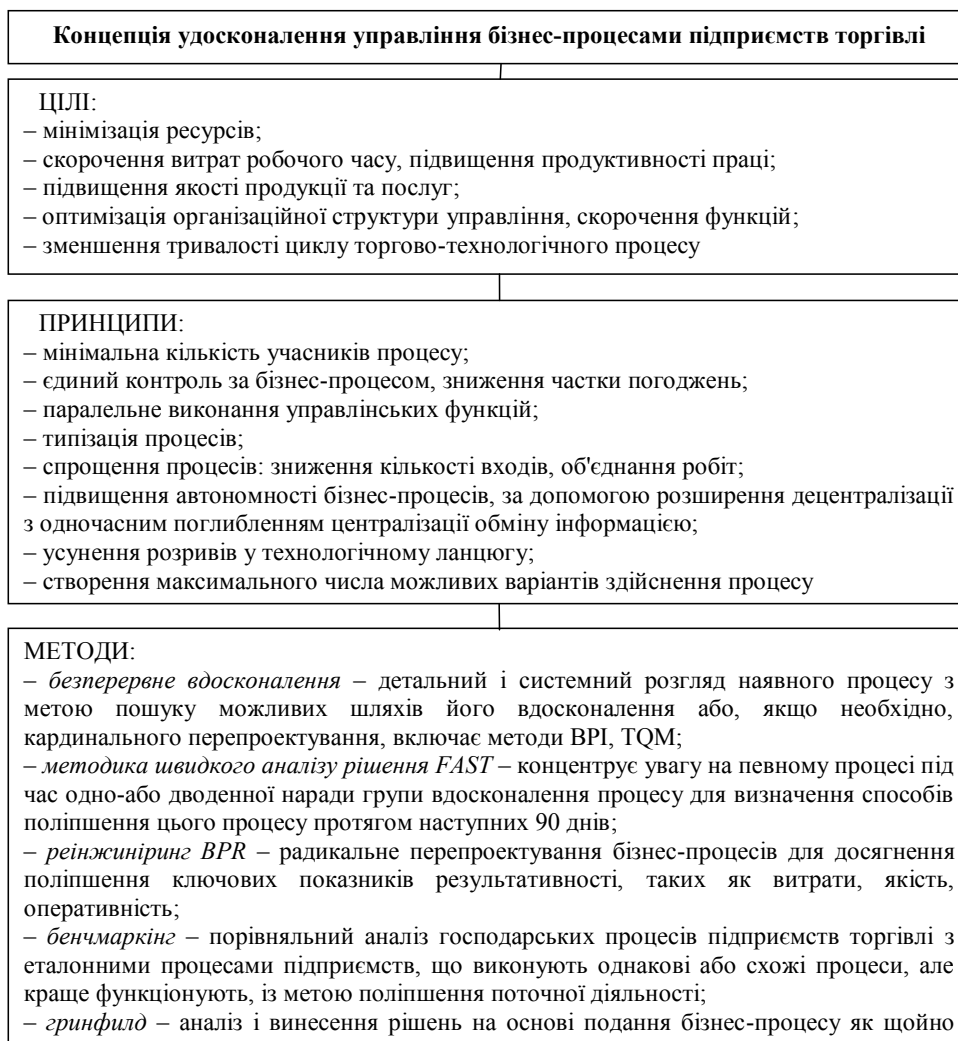 Концепція удосконалення управління бізнес-процесами підприємств торгівлі
ЦІЛІ:
– мінімізація ресурсів;
– скорочення витрат робочого часу, підвищення продуктивності праці;
– підвищення якості продукції та послуг;
– оптимізація організаційної структури управління, скорочення функцій;
– зменшення тривалості циклу торгово-технологічного процесу
ПРИНЦИПИ:
– мінімальна кількість учасників процесу;
– єдиний контроль за бізнес-процесом, зниження частки погоджень;
– паралельне виконання управлінських функцій;
– типізація процесів;
– спрощення процесів: зниження кількості входів, об'єднання робіт;
– підвищення автономності бізнес-процесів, за допомогою розширення децентралізації
з одночасним поглибленням централізації обміну інформацією;
– усунення розривів у технологічному ланцюгу;
– створення максимального числа можливих варіантів здійснення процесу
МЕТОДИ:
– безперервне вдосконалення – детальний і системний розгляд наявного процесу з
метою пошуку можливих шляхів його вдосконалення або, якщо необхідно,
кардинального перепроектування, включає методи BPI, TQM;
– методика швидкого аналізу рішення FAST – концентрує увагу на певному процесі під
час одно-або дводенної наради групи вдосконалення процесу для визначення способів
поліпшення цього процесу протягом наступних 90 днів;
– реінжиніринг BPR – радикальне перепроектування бізнес-процесів для досягнення
поліпшення ключових показників результативності, таких як витрати, якість,
оперативність;
– бенчмаркінг – порівняльний аналіз господарських процесів підприємств торгівлі з
еталонними процесами підприємств, що виконують однакові або схожі процеси, але
краще функціонують, із метою поліпшення поточної діяльності;
– гринфилд – аналіз і винесення рішень на основі подання бізнес-процесу як щойно